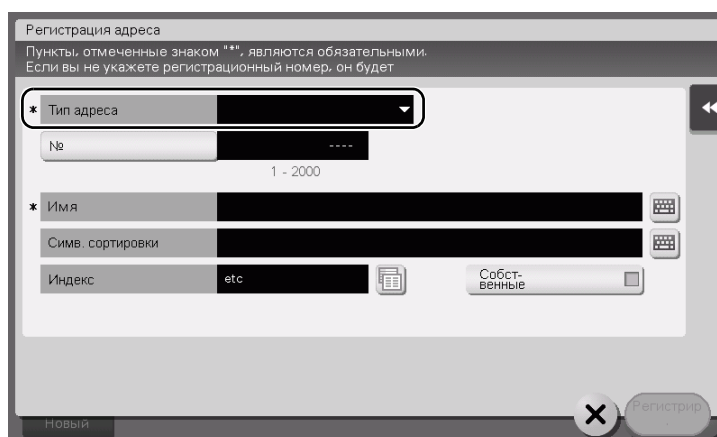 Регистрация адреса
Пункты, отмеченные знаком "*", являются обязательными.
Если вы не укажете регистрационный номер, он будет
* Тип адреса
№ ----
1 - 2000
* Имя
Симв. сортировки
Индекс etc Собст-
венные
Новый Регистрир
.